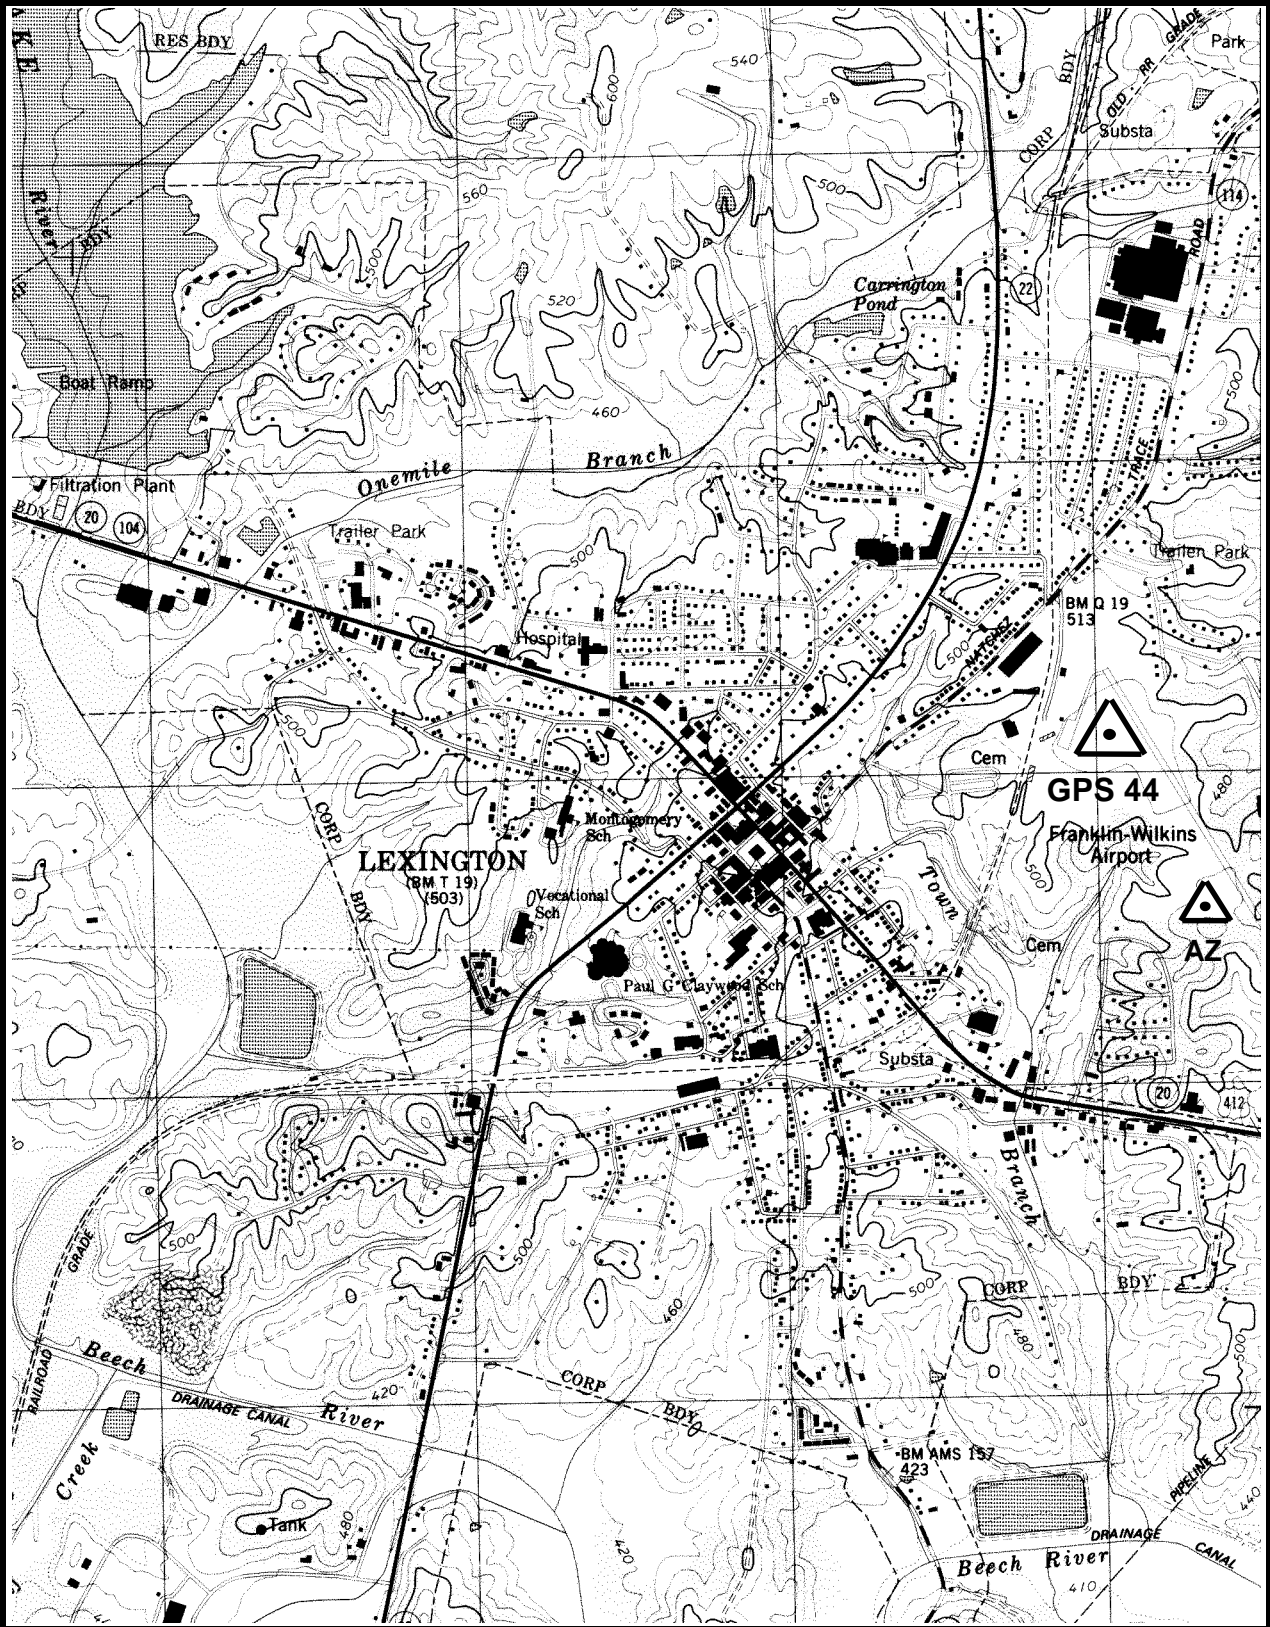 LAKE
RES BDY
600
540
GRADE
RR
OLD
Park
BDY
Substa
CORP
114
River
BDY
560
500
500
ROAD
520
Carrington
Pond
22
Boat Ramp
460
500
Onemile
Branch
TRACE
Filtration Plant
BDY
20
104
Trailer Park
500
Trailer Park
BM Q 19
513
Hospital
500
NATCHEZ
500
Cem
GPS 44
480
CORP
Montogomery
Sch
Franklin-Wilkins
Airport
LEXINGTON
(BM T 19)
(503)
500
BDY
Vocational
Sch
Town
Cem
AZ
Paul G Claywood Sch
Substa
20
412
Branch
500
GRADE
500
500
CORP
BDY
460
480
500
RAILROAD
Beech
420
DRAINAGE CANAL
River
CORP
BDY
BM AMS 157
423
Creek
PIPELINE
440
Tank
480
420
DRAINAGE
CANAL
Beech River
410